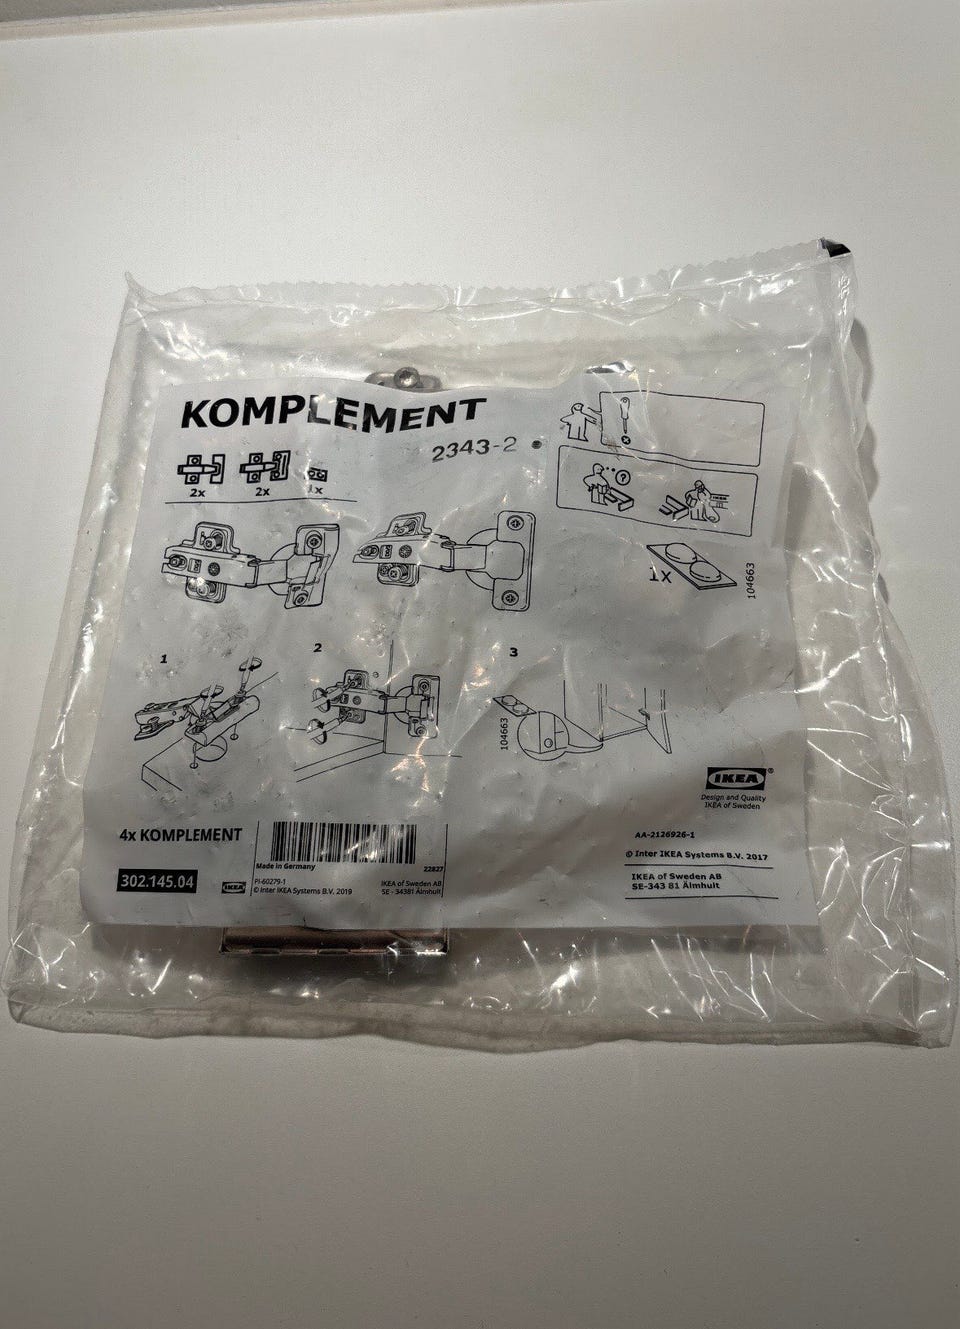 KOMPLEMENT
2343-2
2x
2x
1x
?
IKEA
1x
104663
1
2
3
104663
IKEA®
Design and Quality
IKEA of Sweden
4x KOMPLEMENT
Made in Germany
22827
AA-2126926-1
© Inter IKEA Systems B.V. 2017
302.145.04
IKEA
PI-60279-1
© Inter IKEA Systems B.V. 2019
IKEA of Sweden AB
SE - 34381 Älmhult
IKEA of Sweden AB
SE-343 81 Älmhult